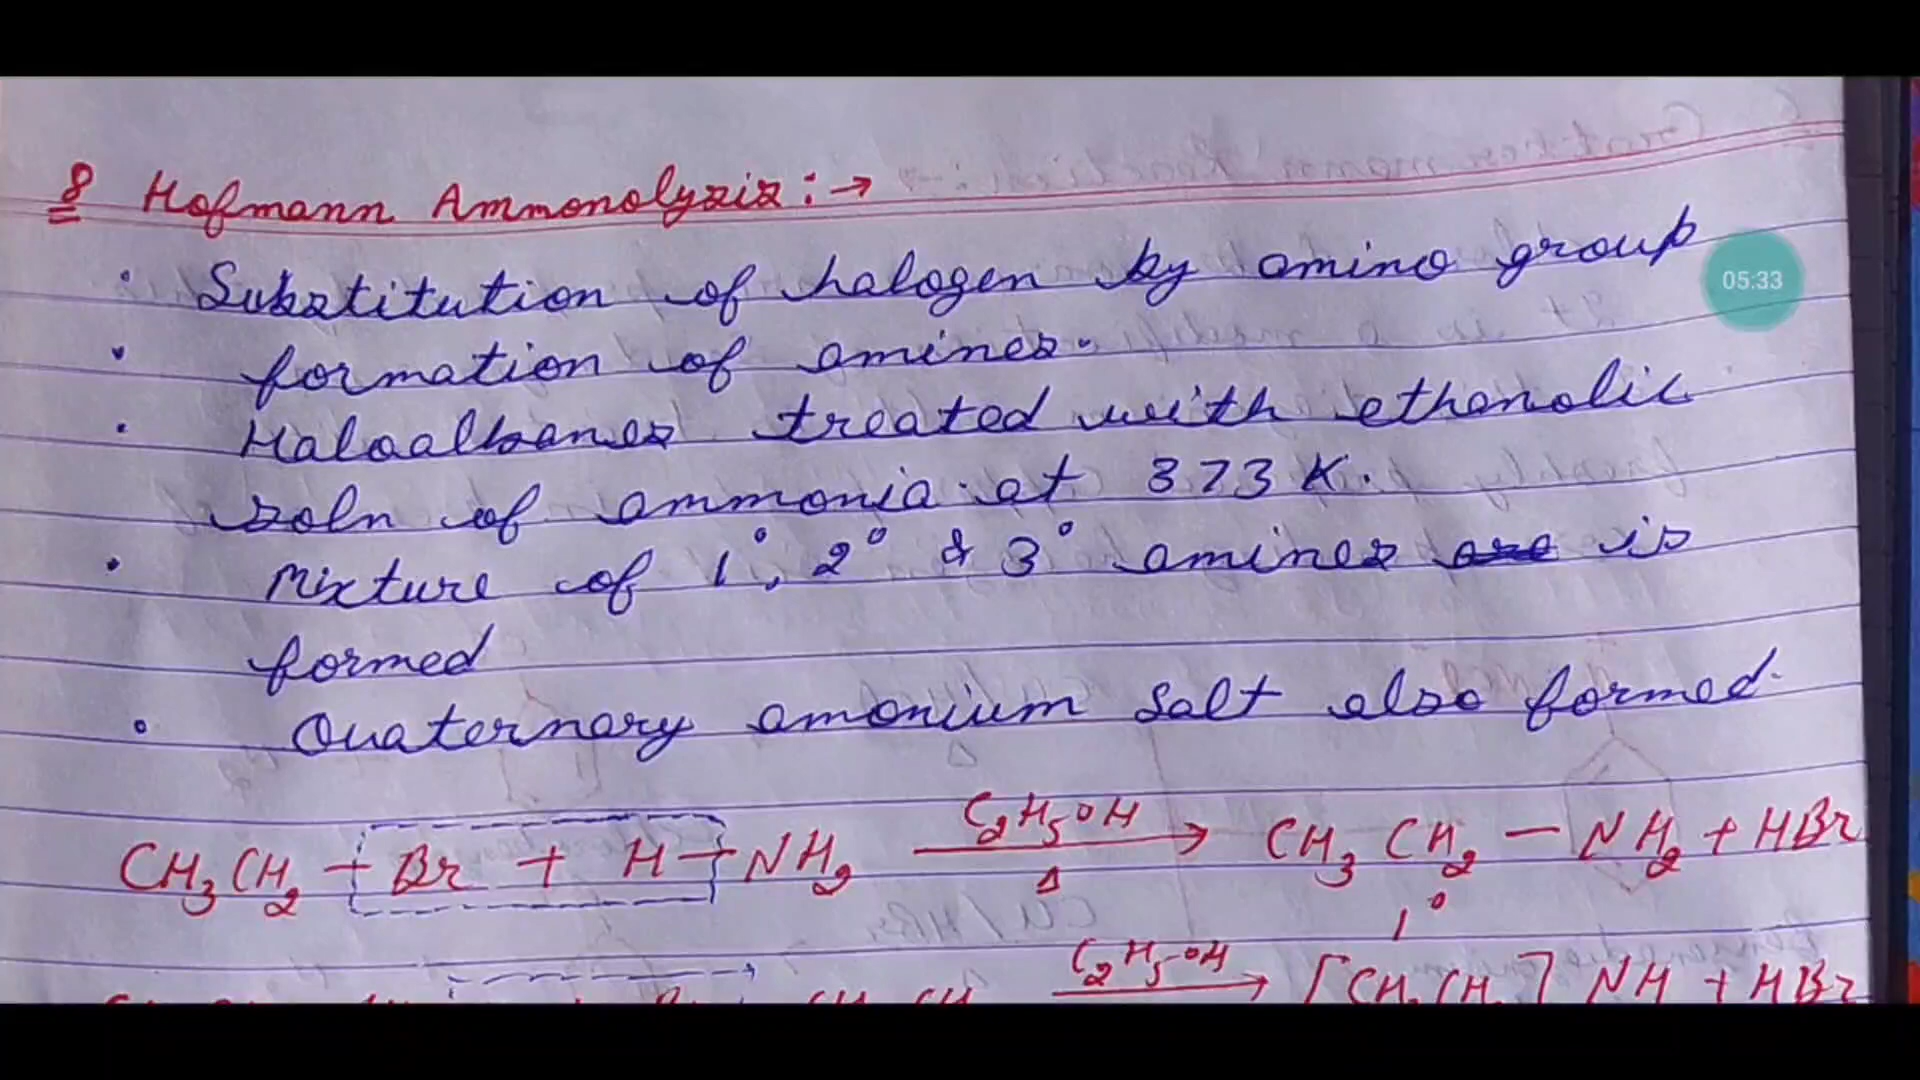 8 Hofmann Ammonolysis :→
• Substitution of halogen by amino group
• formation of amines.
• Haloalkanes treated with ethanolic
soln of ammonia at 373 K.
• Mixture of 1°, 2° & 3° amines are is
formed
• Quaternary amonium Salt also formed.
C₂H₅OH
CH₃CH₂ - Br + H - NH₂ → CH₃CH₂ - NH₂ + HBr
Δ
1°
C₂H₅OH
→ [CH₃CH₂] NH + HBr
05:33